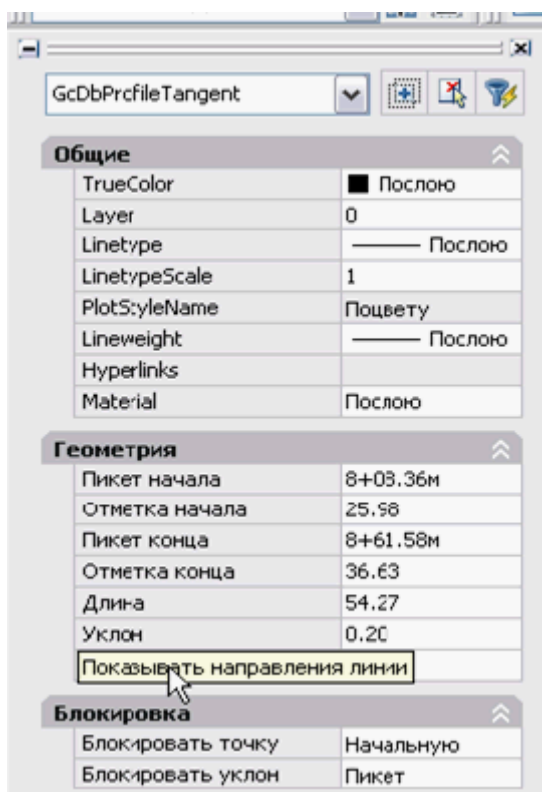 GcDbProfileTangent
Общие
TrueColor Послою
Layer 0
Linetype Послою
LinetypeScale 1
PlotStyleName Поцвету
Lineweight Послою
Hyperlinks
Material Послою
Геометрия
Пикет начала 8+08.36м
Отметка начала 25.98
Пикет конца 8+61.58м
Отметка конца 36.63
Длина 54.27
Уклон 0.20
Показывать направления линии
Блокировка
Блокировать точку Начальную
Блокировать уклон Пикет